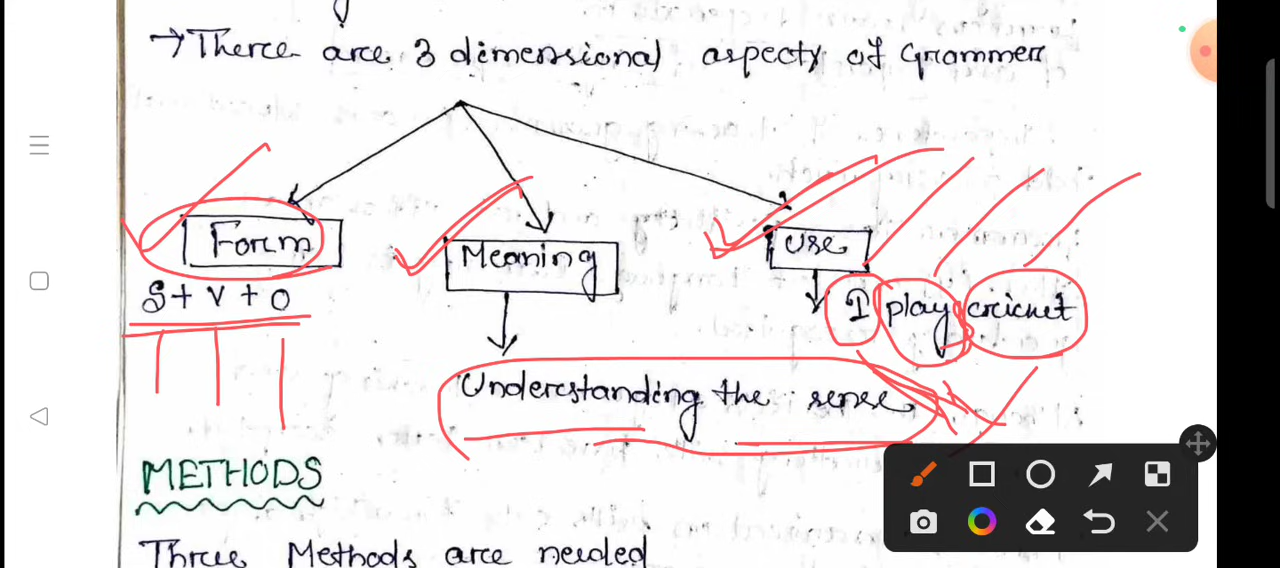 → There are 3 dimensional aspects of Grammer
Form
Meaning
Use
S + V + O
I play cricket
Understanding the sense
METHODS
Three Methods are needed